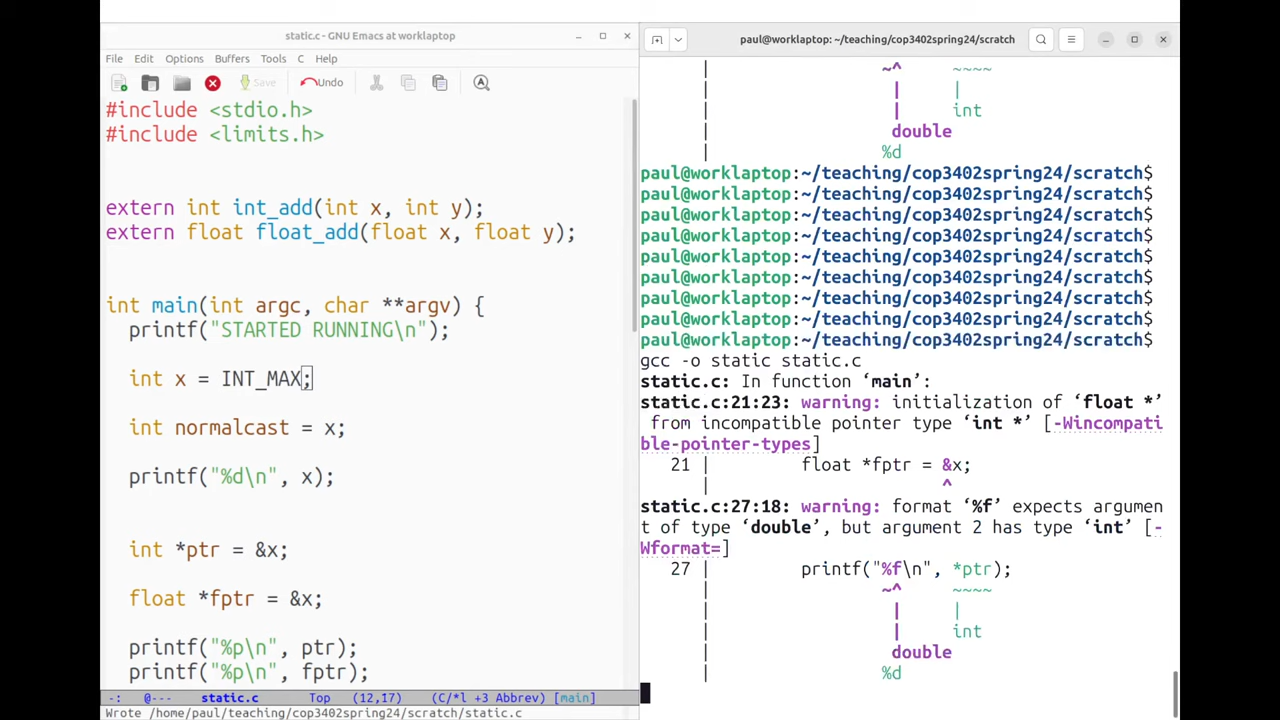 static.c - GNU Emacs at worklaptop
File Edit Options Buffers Tools C Help
Save Undo
#include <stdio.h>
#include <limits.h>
extern int int_add(int x, int y);
extern float float_add(float x, float y);
int main(int argc, char **argv) {
printf("STARTED RUNNING\n");
int x = INT_MAX;
int normalcast = x;
printf("%d\n", x);
int *ptr = &x;
float *fptr = &x;
printf("%p\n", ptr);
printf("%p\n", fptr);
-: @--- static.c Top (12,17) (C/*l +3 Abbrev) [main]
Wrote /home/paul/teaching/cop3402spring24/scratch/static.c
paul@worklaptop: ~/teaching/cop3402spring24/scratch
| ~^ ~~~~
| | |
| | int
| double
| %d
paul@worklaptop:~/teaching/cop3402spring24/scratch$
paul@worklaptop:~/teaching/cop3402spring24/scratch$
paul@worklaptop:~/teaching/cop3402spring24/scratch$
paul@worklaptop:~/teaching/cop3402spring24/scratch$
paul@worklaptop:~/teaching/cop3402spring24/scratch$
paul@worklaptop:~/teaching/cop3402spring24/scratch$
paul@worklaptop:~/teaching/cop3402spring24/scratch$
paul@worklaptop:~/teaching/cop3402spring24/scratch$
paul@worklaptop:~/teaching/cop3402spring24/scratch$
gcc -o static static.c
static.c: In function ‘main’:
static.c:21:23: warning: initialization of ‘float *’
from incompatible pointer type ‘int *’ [-Wincompati
ble-pointer-types]
21 | float *fptr = &x;
| ^
static.c:27:18: warning: format ‘%f’ expects argumen
t of type ‘double’, but argument 2 has type ‘int’ [-
Wformat=]
27 | printf("%f\n", *ptr);
| ~^ ~~~~
| | |
| | int
| double
| %d